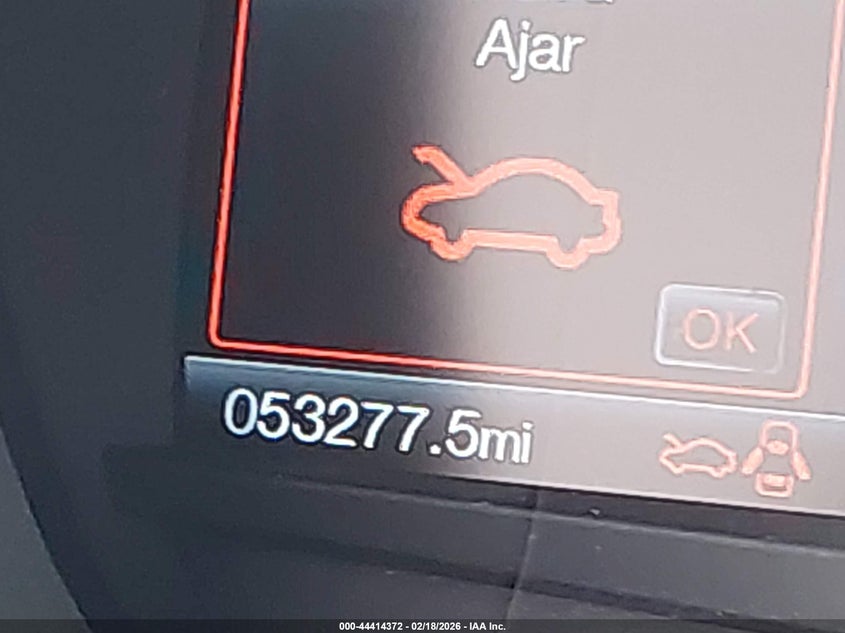 Ajar
OK
053277.5mi
000-44414372 - 02/18/2026 - IAA Inc.